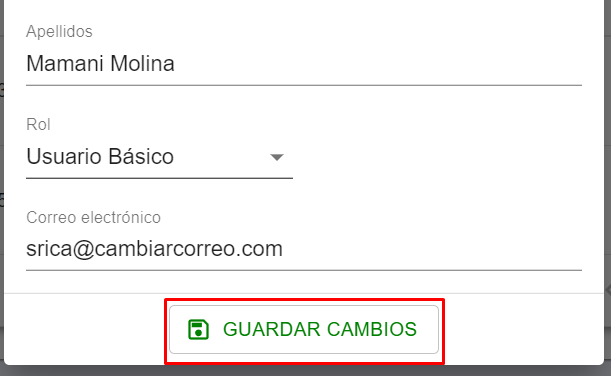 Apellidos
Mamani Molina
Rol
Usuario Básico
Correo electrónico
srica@cambiarcorreo.com
GUARDAR CAMBIOS